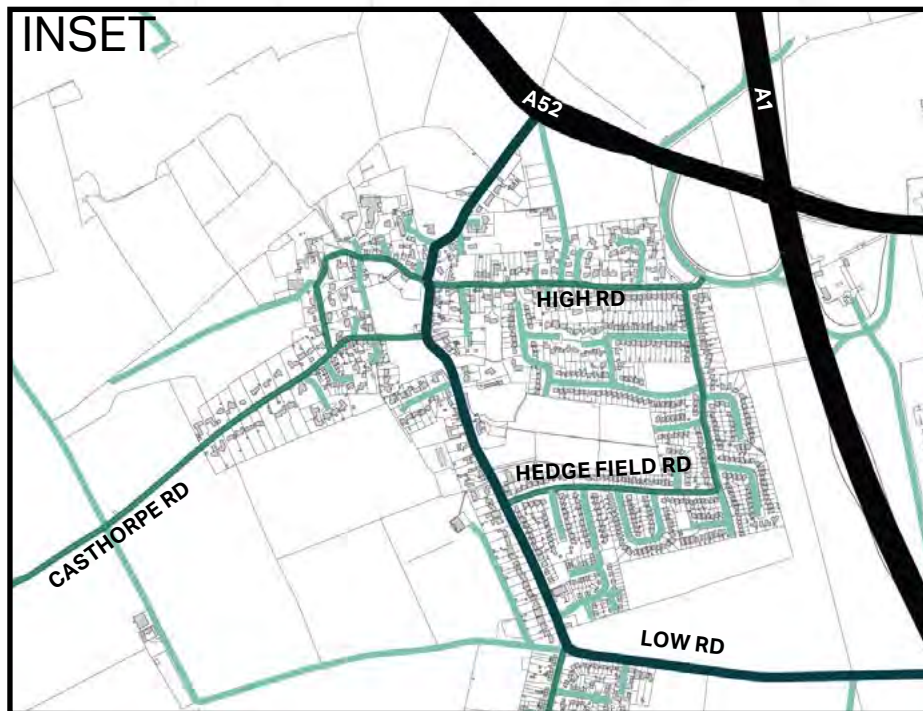 INSET
A52
A1
HIGH RD
HEDGE FIELD RD
CASTHORPE RD
LOW RD